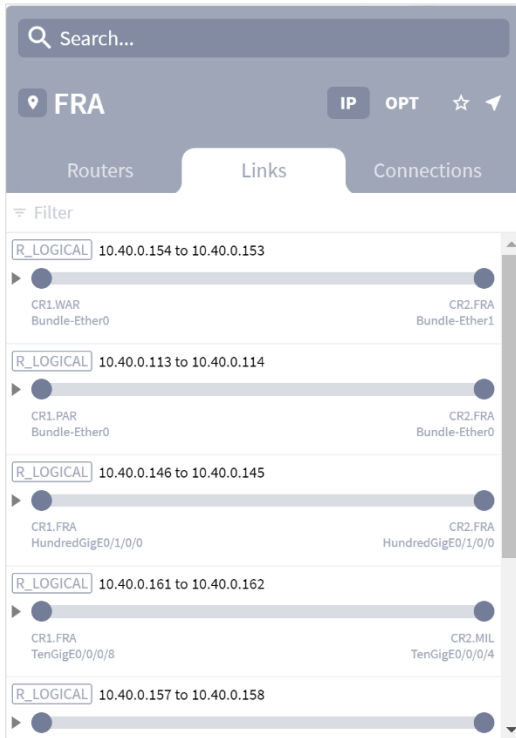 Search...
FRA
IP OPT
Routers Links Connections
Filter
R_LOGICAL 10.40.0.154 to 10.40.0.153
CR1.WAR CR2.FRA
Bundle-Ether0 Bundle-Ether1
R_LOGICAL 10.40.0.113 to 10.40.0.114
CR1.PAR CR2.FRA
Bundle-Ether0 Bundle-Ether0
R_LOGICAL 10.40.0.146 to 10.40.0.145
CR1.FRA CR2.FRA
HundredGigE0/1/0/0 HundredGigE0/1/0/0
R_LOGICAL 10.40.0.161 to 10.40.0.162
CR1.FRA CR2.MIL
TenGigE0/0/0/8 TenGigE0/0/0/4
R_LOGICAL 10.40.0.157 to 10.40.0.158